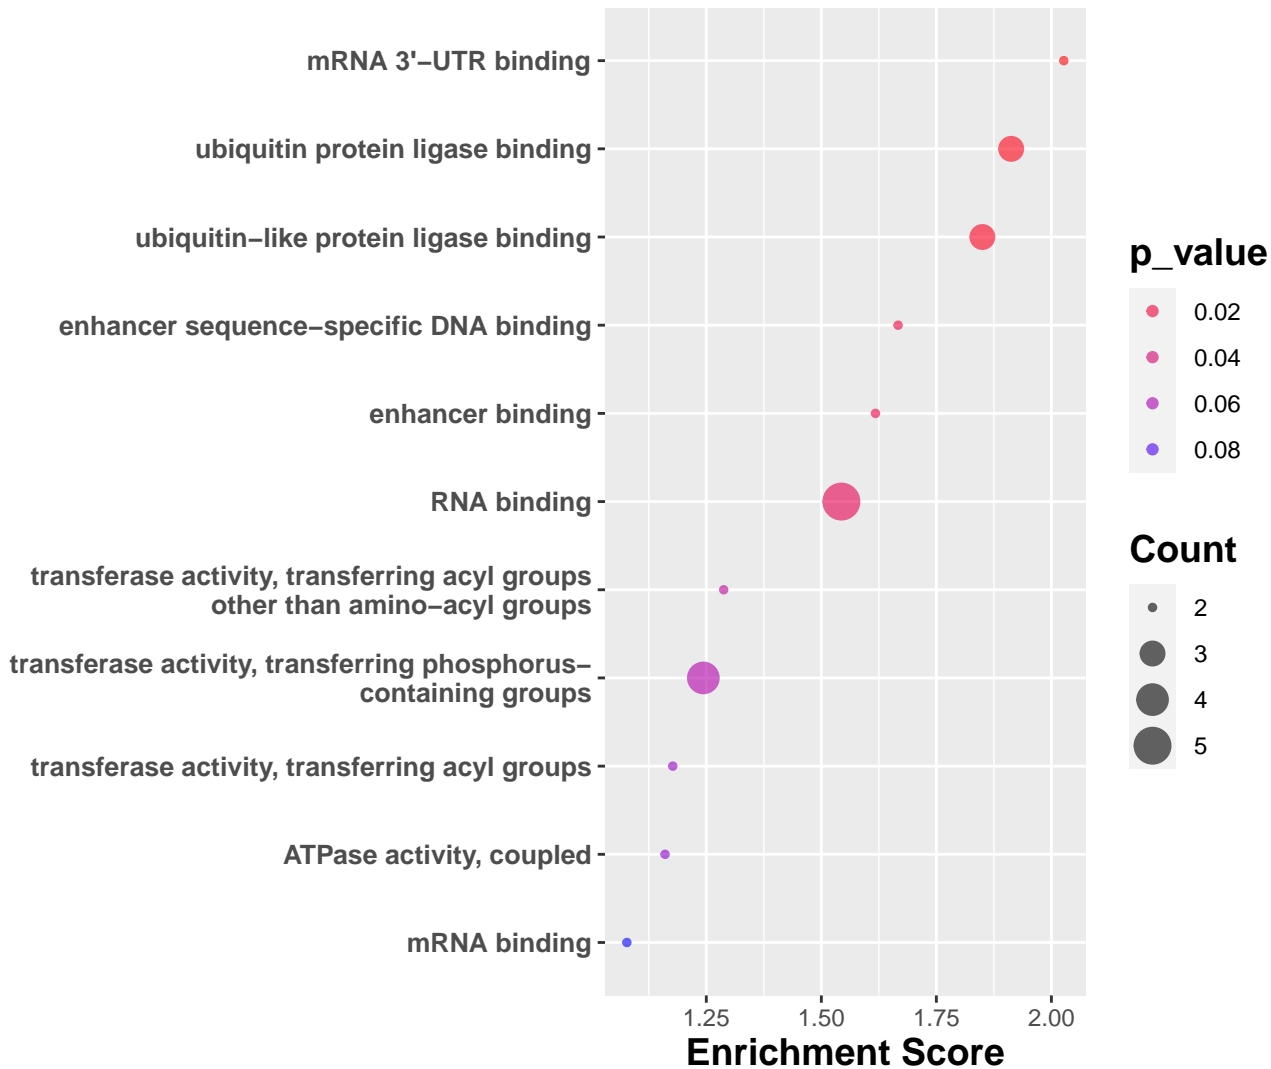 mRNA 3'−UTR binding
ubiquitin protein ligase binding
ubiquitin−like protein ligase binding
enhancer sequence−specific DNA binding
enhancer binding
RNA binding
transferase activity, transferring acyl groups
other than amino−acyl groups
transferase activity, transferring phosphorus−
containing groups
transferase activity, transferring acyl groups
ATPase activity, coupled
mRNA binding
1.25 1.50 1.75 2.00
Enrichment Score
p_value
0.02
0.04
0.06
0.08
Count
2
3
4
5